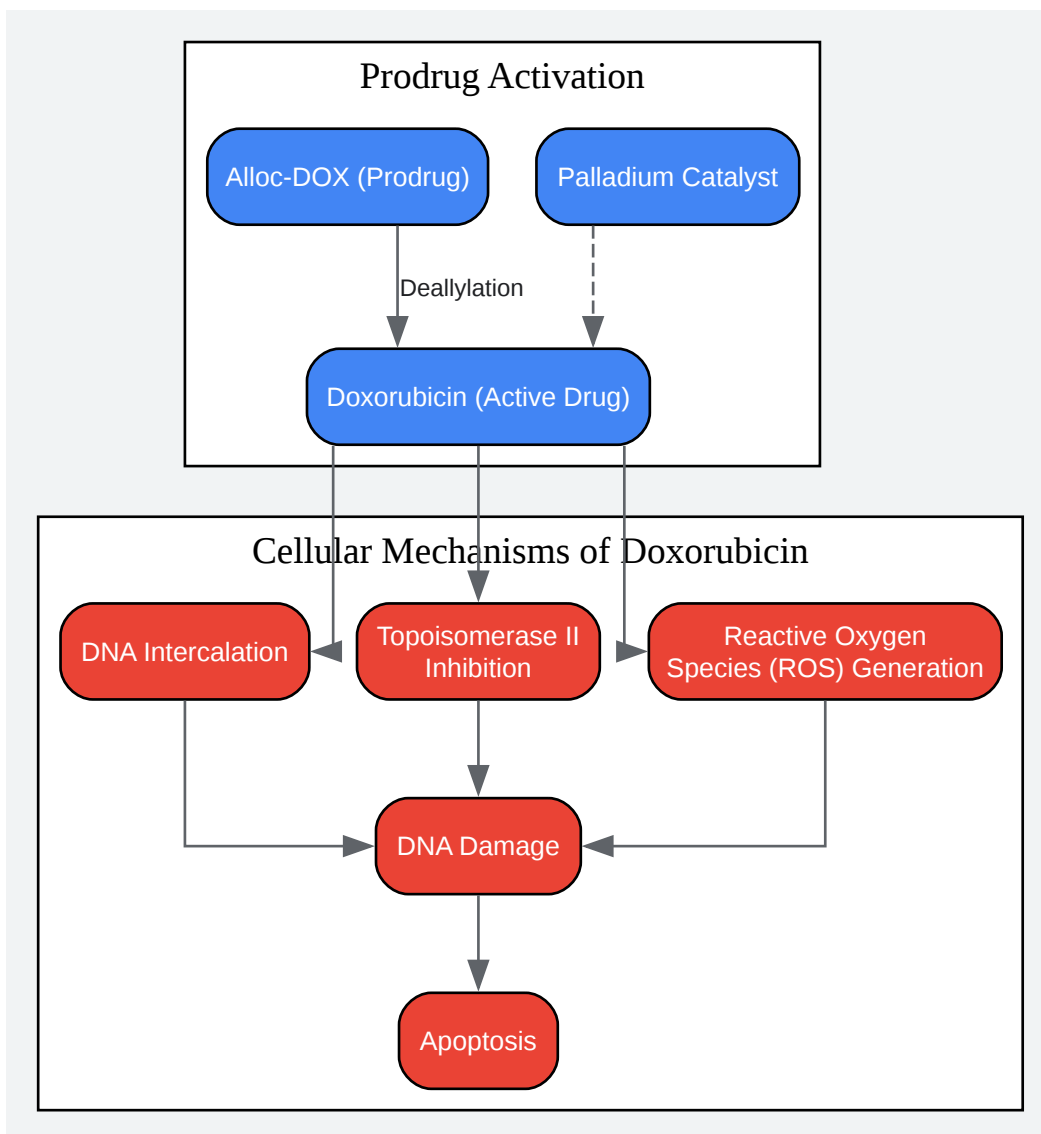 Prodrug Activation
Alloc-DOX (Prodrug)
Palladium Catalyst
Deallylation
Doxorubicin (Active Drug)
Cellular Mechanisms of Doxorubicin
DNA Intercalation
Topoisomerase II
Inhibition
Reactive Oxygen
Species (ROS) Generation
DNA Damage
Apoptosis